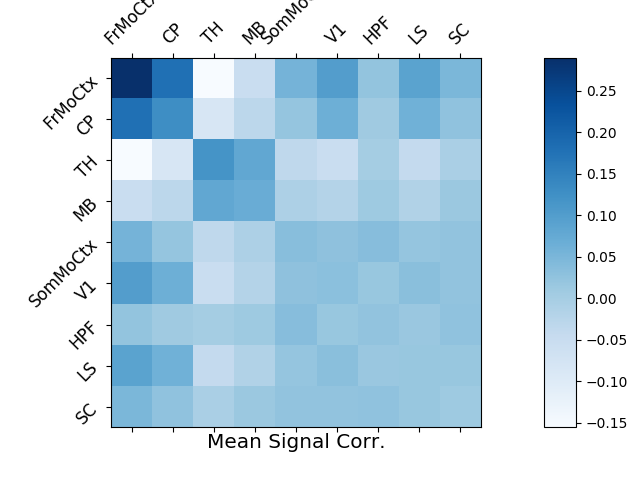 FrMoCtx CP TH MB SomMoCtx V1 HPF LS SC
FrMoCtx
CP
TH
MB
SomMoCtx
V1
HPF
LS
SC
Mean Signal Corr.
0.25
0.20
0.15
0.10
0.05
0.00
−0.05
−0.10
−0.15